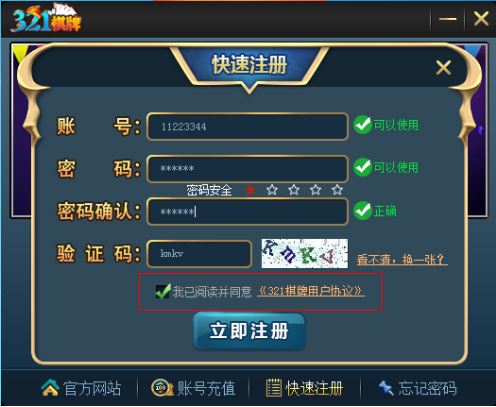 321棋牌
快速注册
账 号： 11223344 可以使用
密 码： ****** 可以使用
密码安全
密码确认： ****** 正确
验 证 码： kmkv KmKv 看不清，换一张？
我已阅读并同意 《321棋牌用户协议》
立即注册
官方网站 账号充值 快速注册 忘记密码